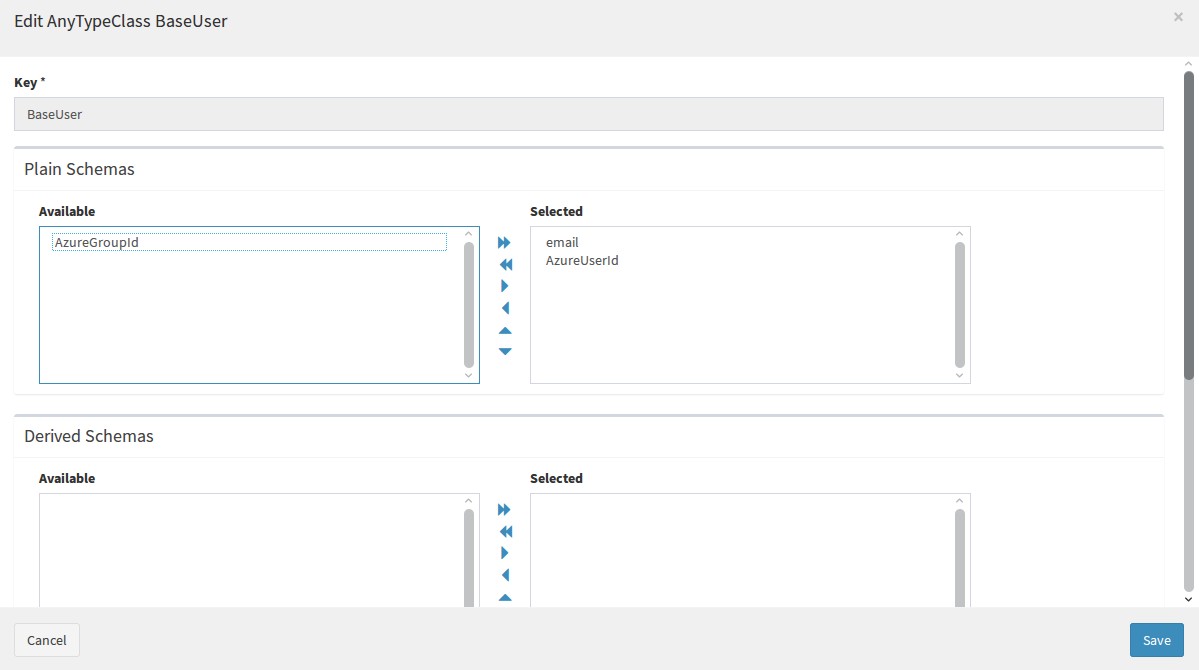 Edit AnyTypeClass BaseUser
×
Key *
BaseUser
Plain Schemas
Available
Selected
AzureGroupId
email
AzureUserId
Derived Schemas
Available
Selected
Cancel
Save